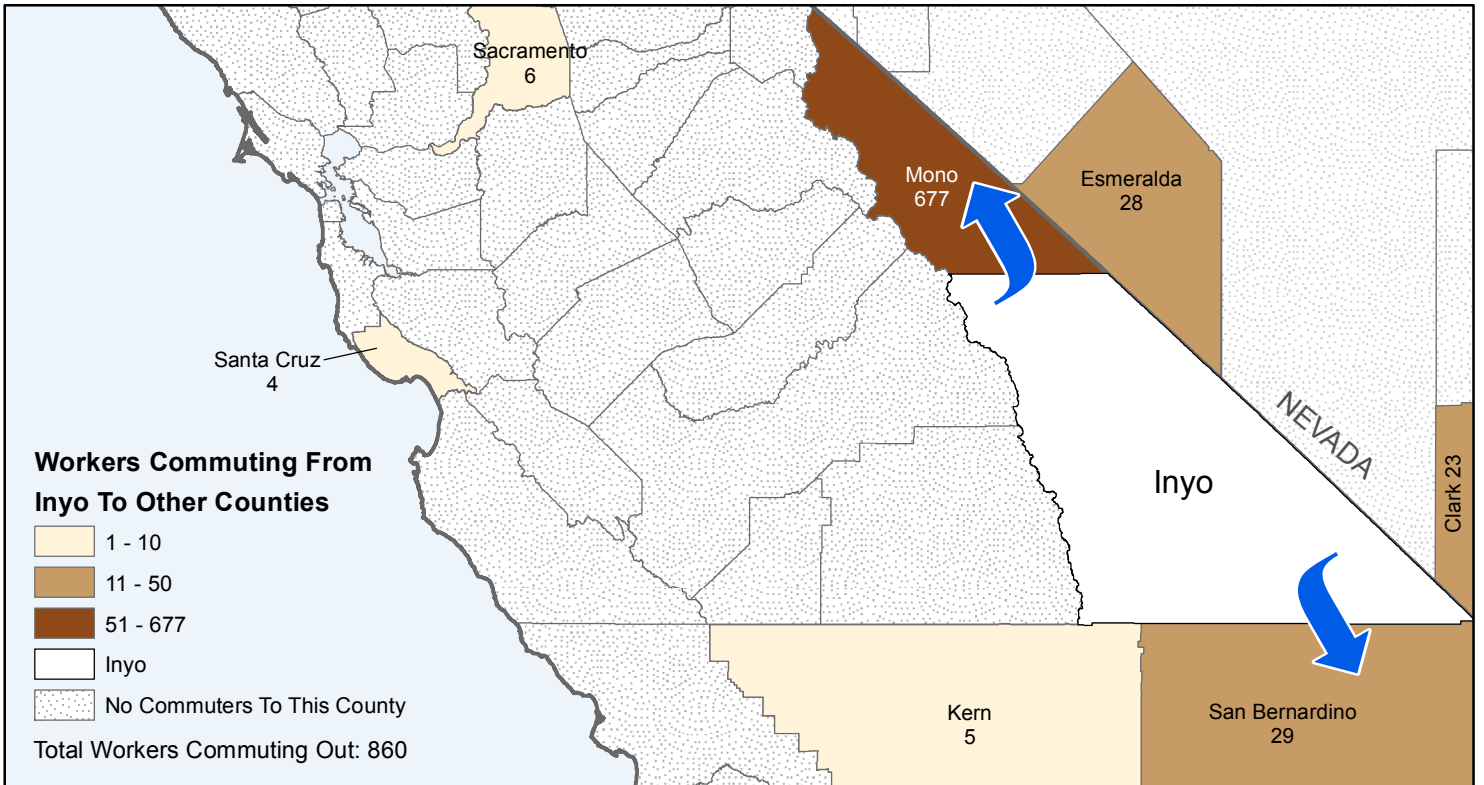 Sacramento
6
Mono
677
Esmeralda
28
Santa Cruz
4
NEVADA
Inyo
Clark 23
Kern
5
San Bernardino
29
Workers Commuting From
Inyo To Other Counties
1 - 10
11 - 50
51 - 677
Inyo
No Commuters To This County
Total Workers Commuting Out: 860